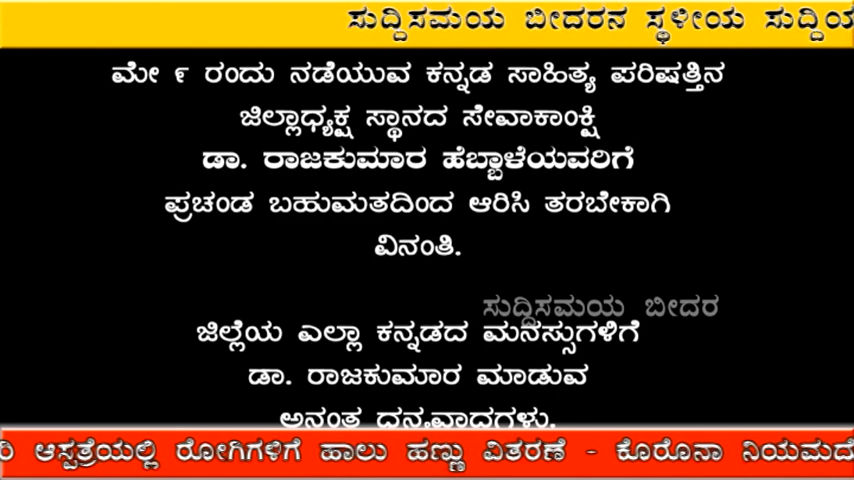 ಸುದ್ದಿಸಮಯ ಬೀದರನ ಸ್ಥಳೀಯ ಸುದ್ದಿಯ
ಮೇ ೯ ರಂದು ನಡೆಯುವ ಕನ್ನಡ ಸಾಹಿತ್ಯ ಪರಿಷತ್ತಿನ
ಜಿಲ್ಲಾಧ್ಯಕ್ಷ ಸ್ಥಾನದ ಸೇವಾಕಾಂಕ್ಷಿ
ಡಾ. ರಾಜಕುಮಾರ ಹೆಬ್ಬಾಳೆಯವರಿಗೆ
ಪ್ರಚಂಡ ಬಹುಮತದಿಂದ ಆರಿಸಿ ತರಬೇಕಾಗಿ
ವಿನಂತಿ.
ಸುದ್ದಿಸಮಯ ಬೀದರ
ಜಿಲ್ಲೆಯ ಎಲ್ಲಾ ಕನ್ನಡದ ಮನಸ್ಸುಗಳಿಗೆ
ಡಾ. ರಾಜಕುಮಾರ ಮಾಡುವ
ಅನಂತ ಧನ್ಯವಾದಗಳು.
ರಿ ಆಸ್ಪತ್ರೆಯಲ್ಲಿ ರೋಗಿಗಳಿಗೆ ಹಾಲು ಹಣ್ಣು ವಿತರಣೆ - ಕೊರೊನಾ ನಿಯಮದ